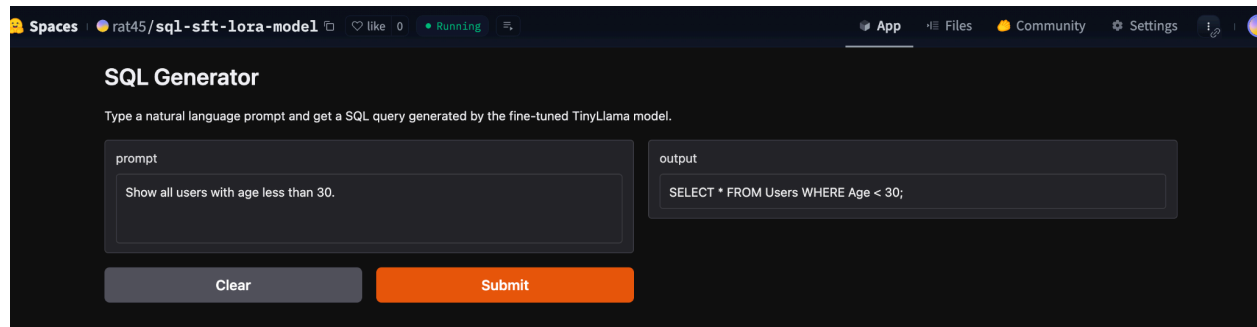 Spaces rat45/sql-sft-lora-model like 0 Running App Files Community Settings
SQL Generator
Type a natural language prompt and get a SQL query generated by the fine-tuned TinyLlama model.
prompt
Show all users with age less than 30.
output
SELECT * FROM Users WHERE Age < 30;
Clear Submit